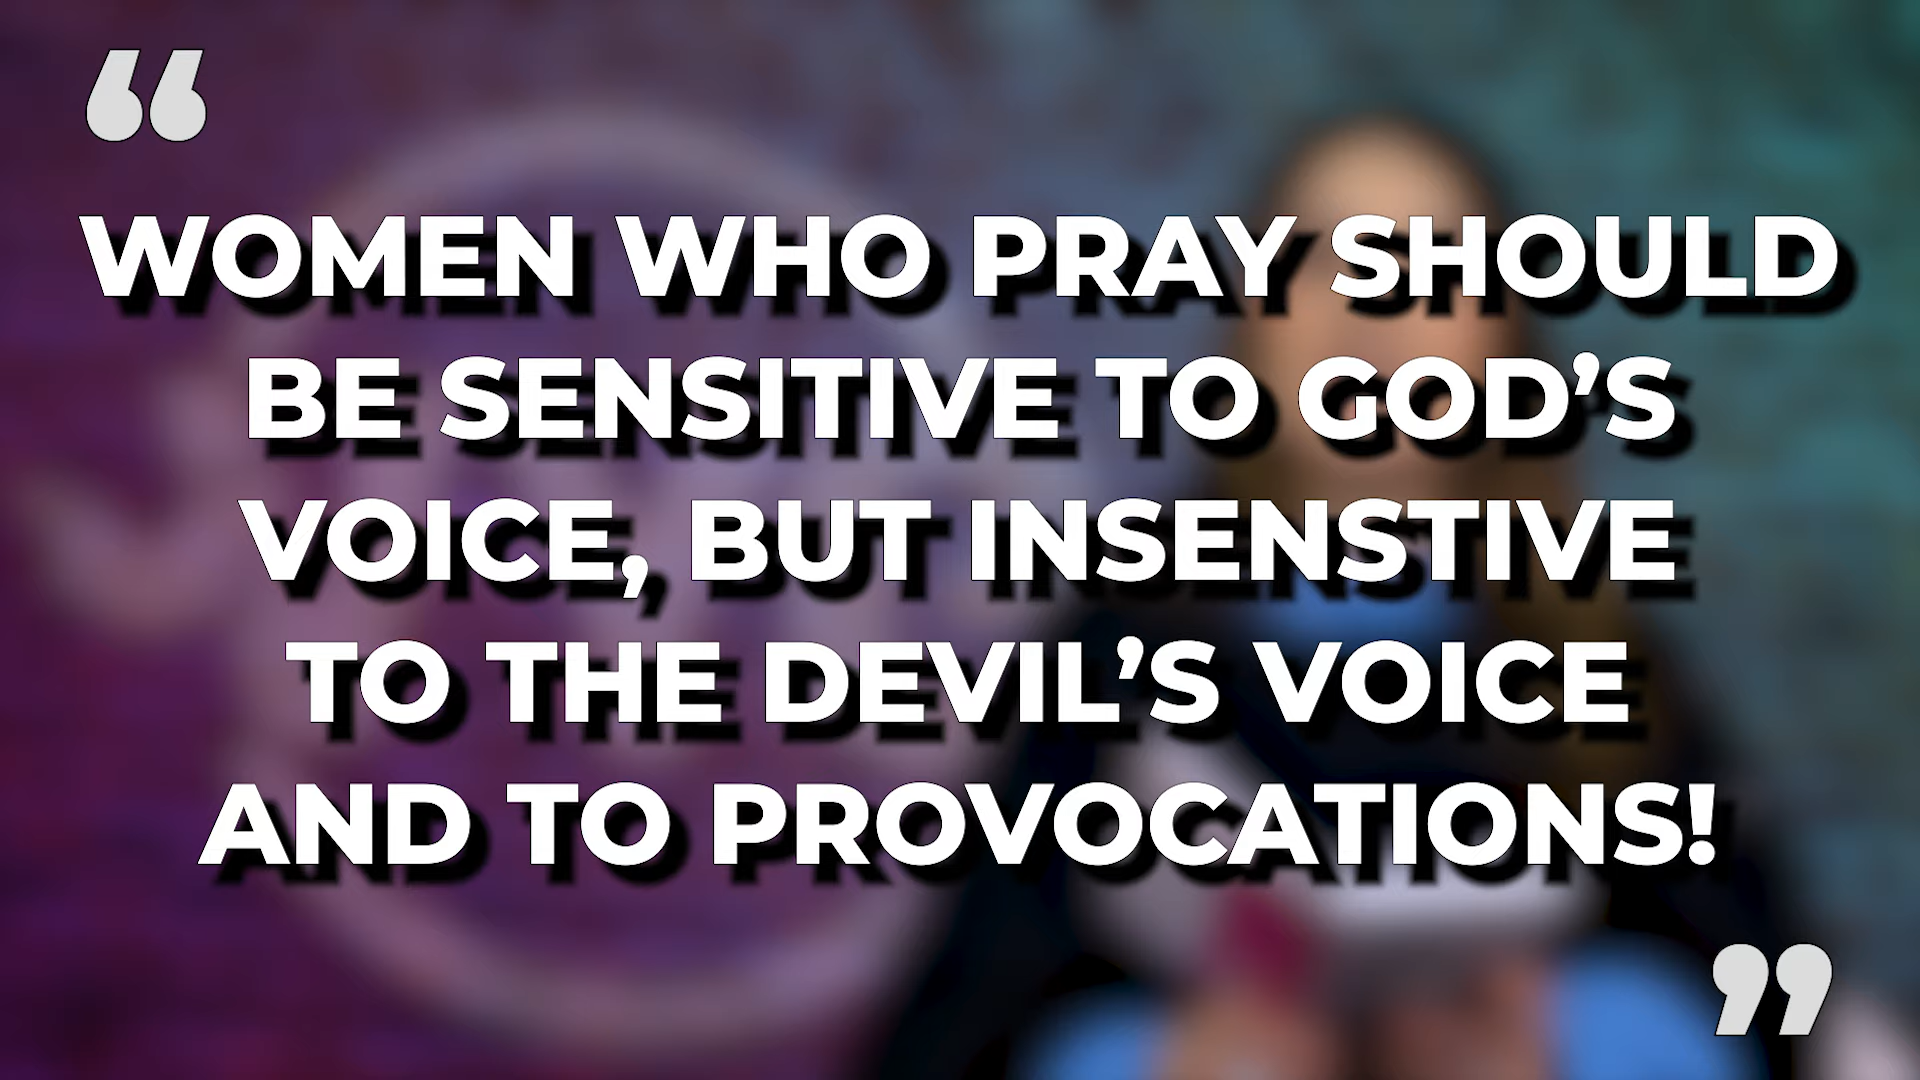 “
WOMEN WHO PRAY SHOULD
BE SENSITIVE TO GOD’S
VOICE, BUT INSENSTIVE
TO THE DEVIL’S VOICE
AND TO PROVOCATIONS!
”